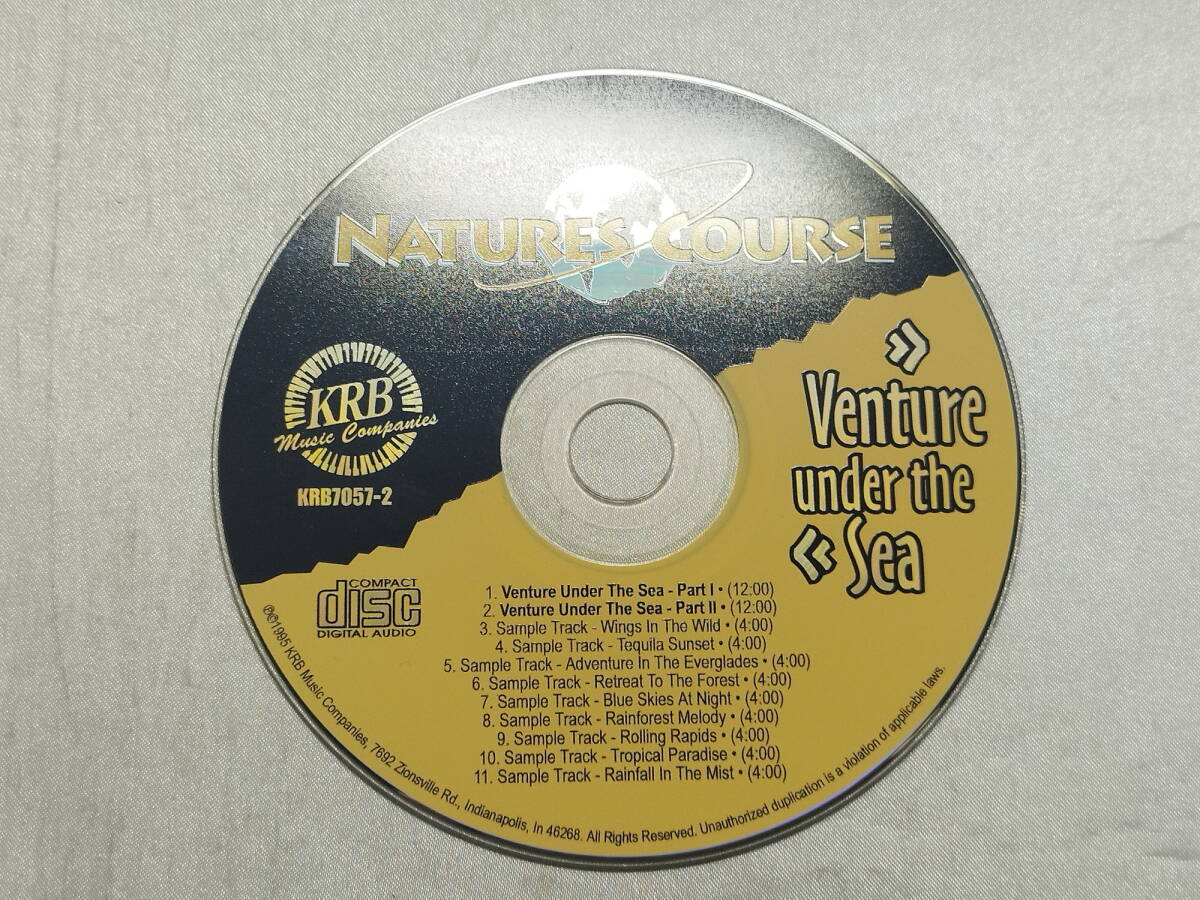 NATURE'S COURSE
KRB
Music Companies
KRB7057-2
Venture
under the
Sea
COMPACT
disc
DIGITAL AUDIO
1. Venture Under The Sea - Part I • (12:00)
2. Venture Under The Sea - Part II • (12:00)
3. Sample Track - Wings In The Wild • (4:00)
4. Sample Track - Tequila Sunset • (4:00)
5. Sample Track - Adventure In The Everglades • (4:00)
6. Sample Track - Retreat To The Forest • (4:00)
7. Sample Track - Blue Skies At Night • (4:00)
8. Sample Track - Rainforest Melody • (4:00)
9. Sample Track - Rolling Rapids • (4:00)
10. Sample Track - Tropical Paradise • (4:00)
11. Sample Track - Rainfall In The Mist • (4:00)
℗©1995 KRB Music Companies, 7692 Zionsville Rd., Indianapolis, In 46268. All Rights Reserved. Unauthorized duplication is a violation of applicable laws.